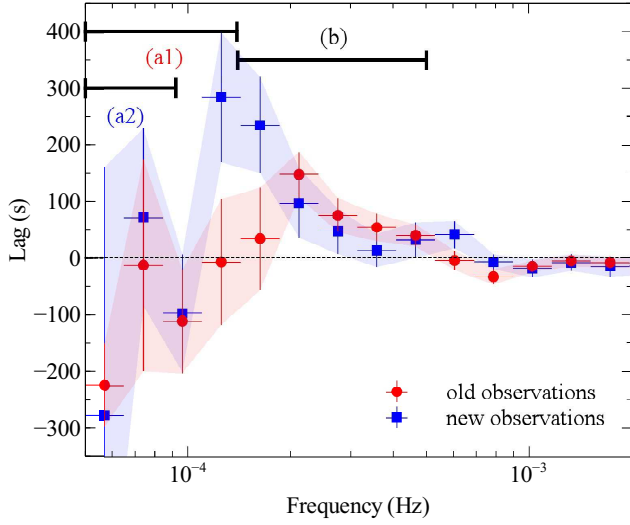 400
300
200
100
0
−100
−200
−300
Lag (s)
(a1)
(a2)
(b)
old observations
new observations
10⁻⁴
10⁻³
Frequency (Hz)